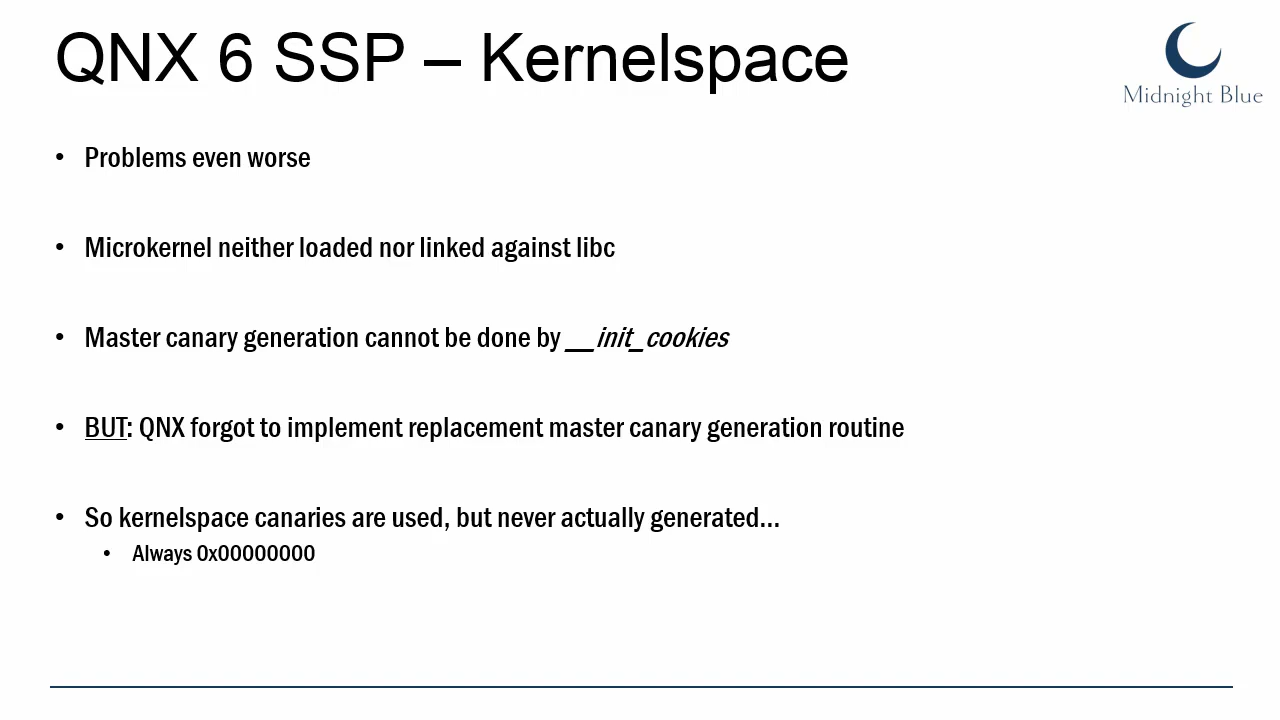 QNX 6 SSP – Kernelspace
Midnight Blue
• Problems even worse
• Microkernel neither loaded nor linked against libc
• Master canary generation cannot be done by __init_cookies
• BUT: QNX forgot to implement replacement master canary generation routine
• So kernelspace canaries are used, but never actually generated...
• Always 0x00000000